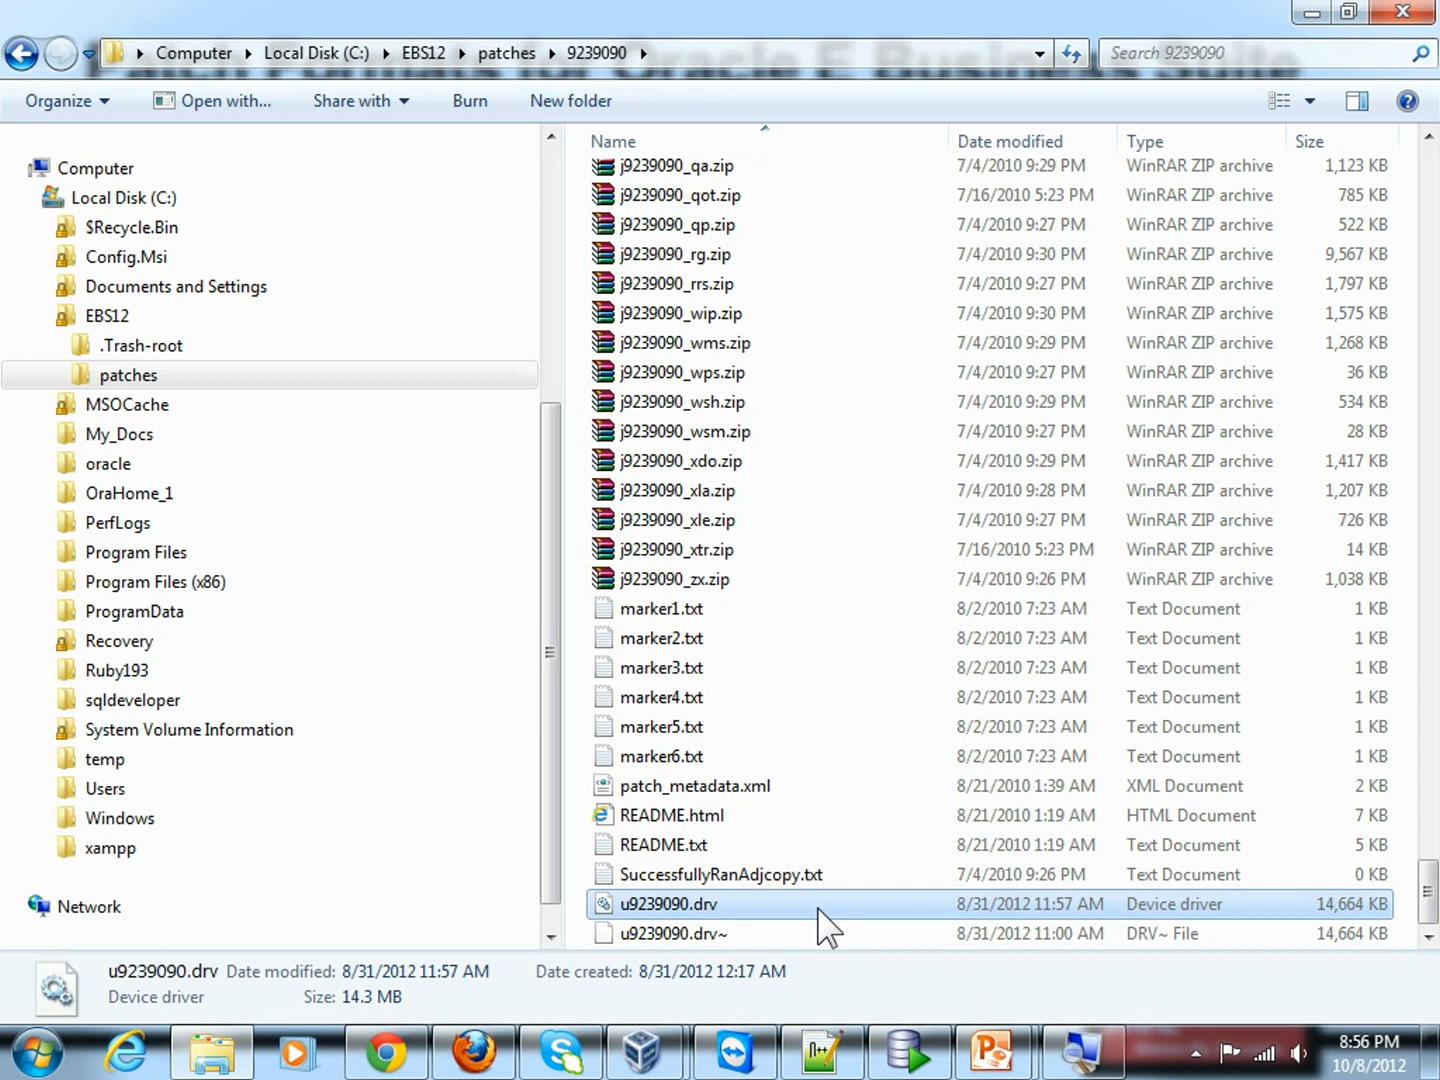 Patch Formats for Oracle E Business Suite
Computer Local Disk (C:) EBS12 patches 9239090 Search 9239090
Organize Open with... Share with Burn New folder
Computer
Local Disk (C:)
$Recycle.Bin
Config.Msi
Documents and Settings
EBS12
.Trash-root
patches
MSOCache
My_Docs
oracle
OraHome_1
PerfLogs
Program Files
Program Files (x86)
ProgramData
Recovery
Ruby193
sqldeveloper
System Volume Information
temp
Users
Windows
xampp
Network
Name Date modified Type Size
j9239090_qa.zip 7/4/2010 9:29 PM WinRAR ZIP archive 1,123 KB
j9239090_qot.zip 7/16/2010 5:23 PM WinRAR ZIP archive 785 KB
j9239090_qp.zip 7/4/2010 9:27 PM WinRAR ZIP archive 522 KB
j9239090_rg.zip 7/4/2010 9:30 PM WinRAR ZIP archive 9,567 KB
j9239090_rrs.zip 7/4/2010 9:27 PM WinRAR ZIP archive 1,797 KB
j9239090_wip.zip 7/4/2010 9:30 PM WinRAR ZIP archive 1,575 KB
j9239090_wms.zip 7/4/2010 9:29 PM WinRAR ZIP archive 1,268 KB
j9239090_wps.zip 7/4/2010 9:27 PM WinRAR ZIP archive 36 KB
j9239090_wsh.zip 7/4/2010 9:29 PM WinRAR ZIP archive 534 KB
j9239090_wsm.zip 7/4/2010 9:27 PM WinRAR ZIP archive 28 KB
j9239090_xdo.zip 7/4/2010 9:29 PM WinRAR ZIP archive 1,417 KB
j9239090_xla.zip 7/4/2010 9:28 PM WinRAR ZIP archive 1,207 KB
j9239090_xle.zip 7/4/2010 9:27 PM WinRAR ZIP archive 726 KB
j9239090_xtr.zip 7/16/2010 5:23 PM WinRAR ZIP archive 14 KB
j9239090_zx.zip 7/4/2010 9:26 PM WinRAR ZIP archive 1,038 KB
marker1.txt 8/2/2010 7:23 AM Text Document 1 KB
marker2.txt 8/2/2010 7:23 AM Text Document 1 KB
marker3.txt 8/2/2010 7:23 AM Text Document 1 KB
marker4.txt 8/2/2010 7:23 AM Text Document 1 KB
marker5.txt 8/2/2010 7:23 AM Text Document 1 KB
marker6.txt 8/2/2010 7:23 AM Text Document 1 KB
patch_metadata.xml 8/21/2010 1:39 AM XML Document 2 KB
README.html 8/21/2010 1:19 AM HTML Document 7 KB
README.txt 8/21/2010 1:19 AM Text Document 5 KB
SuccessfullyRanAdjcopy.txt 7/4/2010 9:26 PM Text Document 0 KB
u9239090.drv 8/31/2012 11:57 AM Device driver 14,664 KB
u9239090.drv~ 8/31/2012 11:00 AM DRV~ File 14,664 KB
u9239090.drv Date modified: 8/31/2012 11:57 AM Date created: 8/31/2012 12:17 AM
Device driver Size: 14.3 MB
8:56 PM
10/8/2012